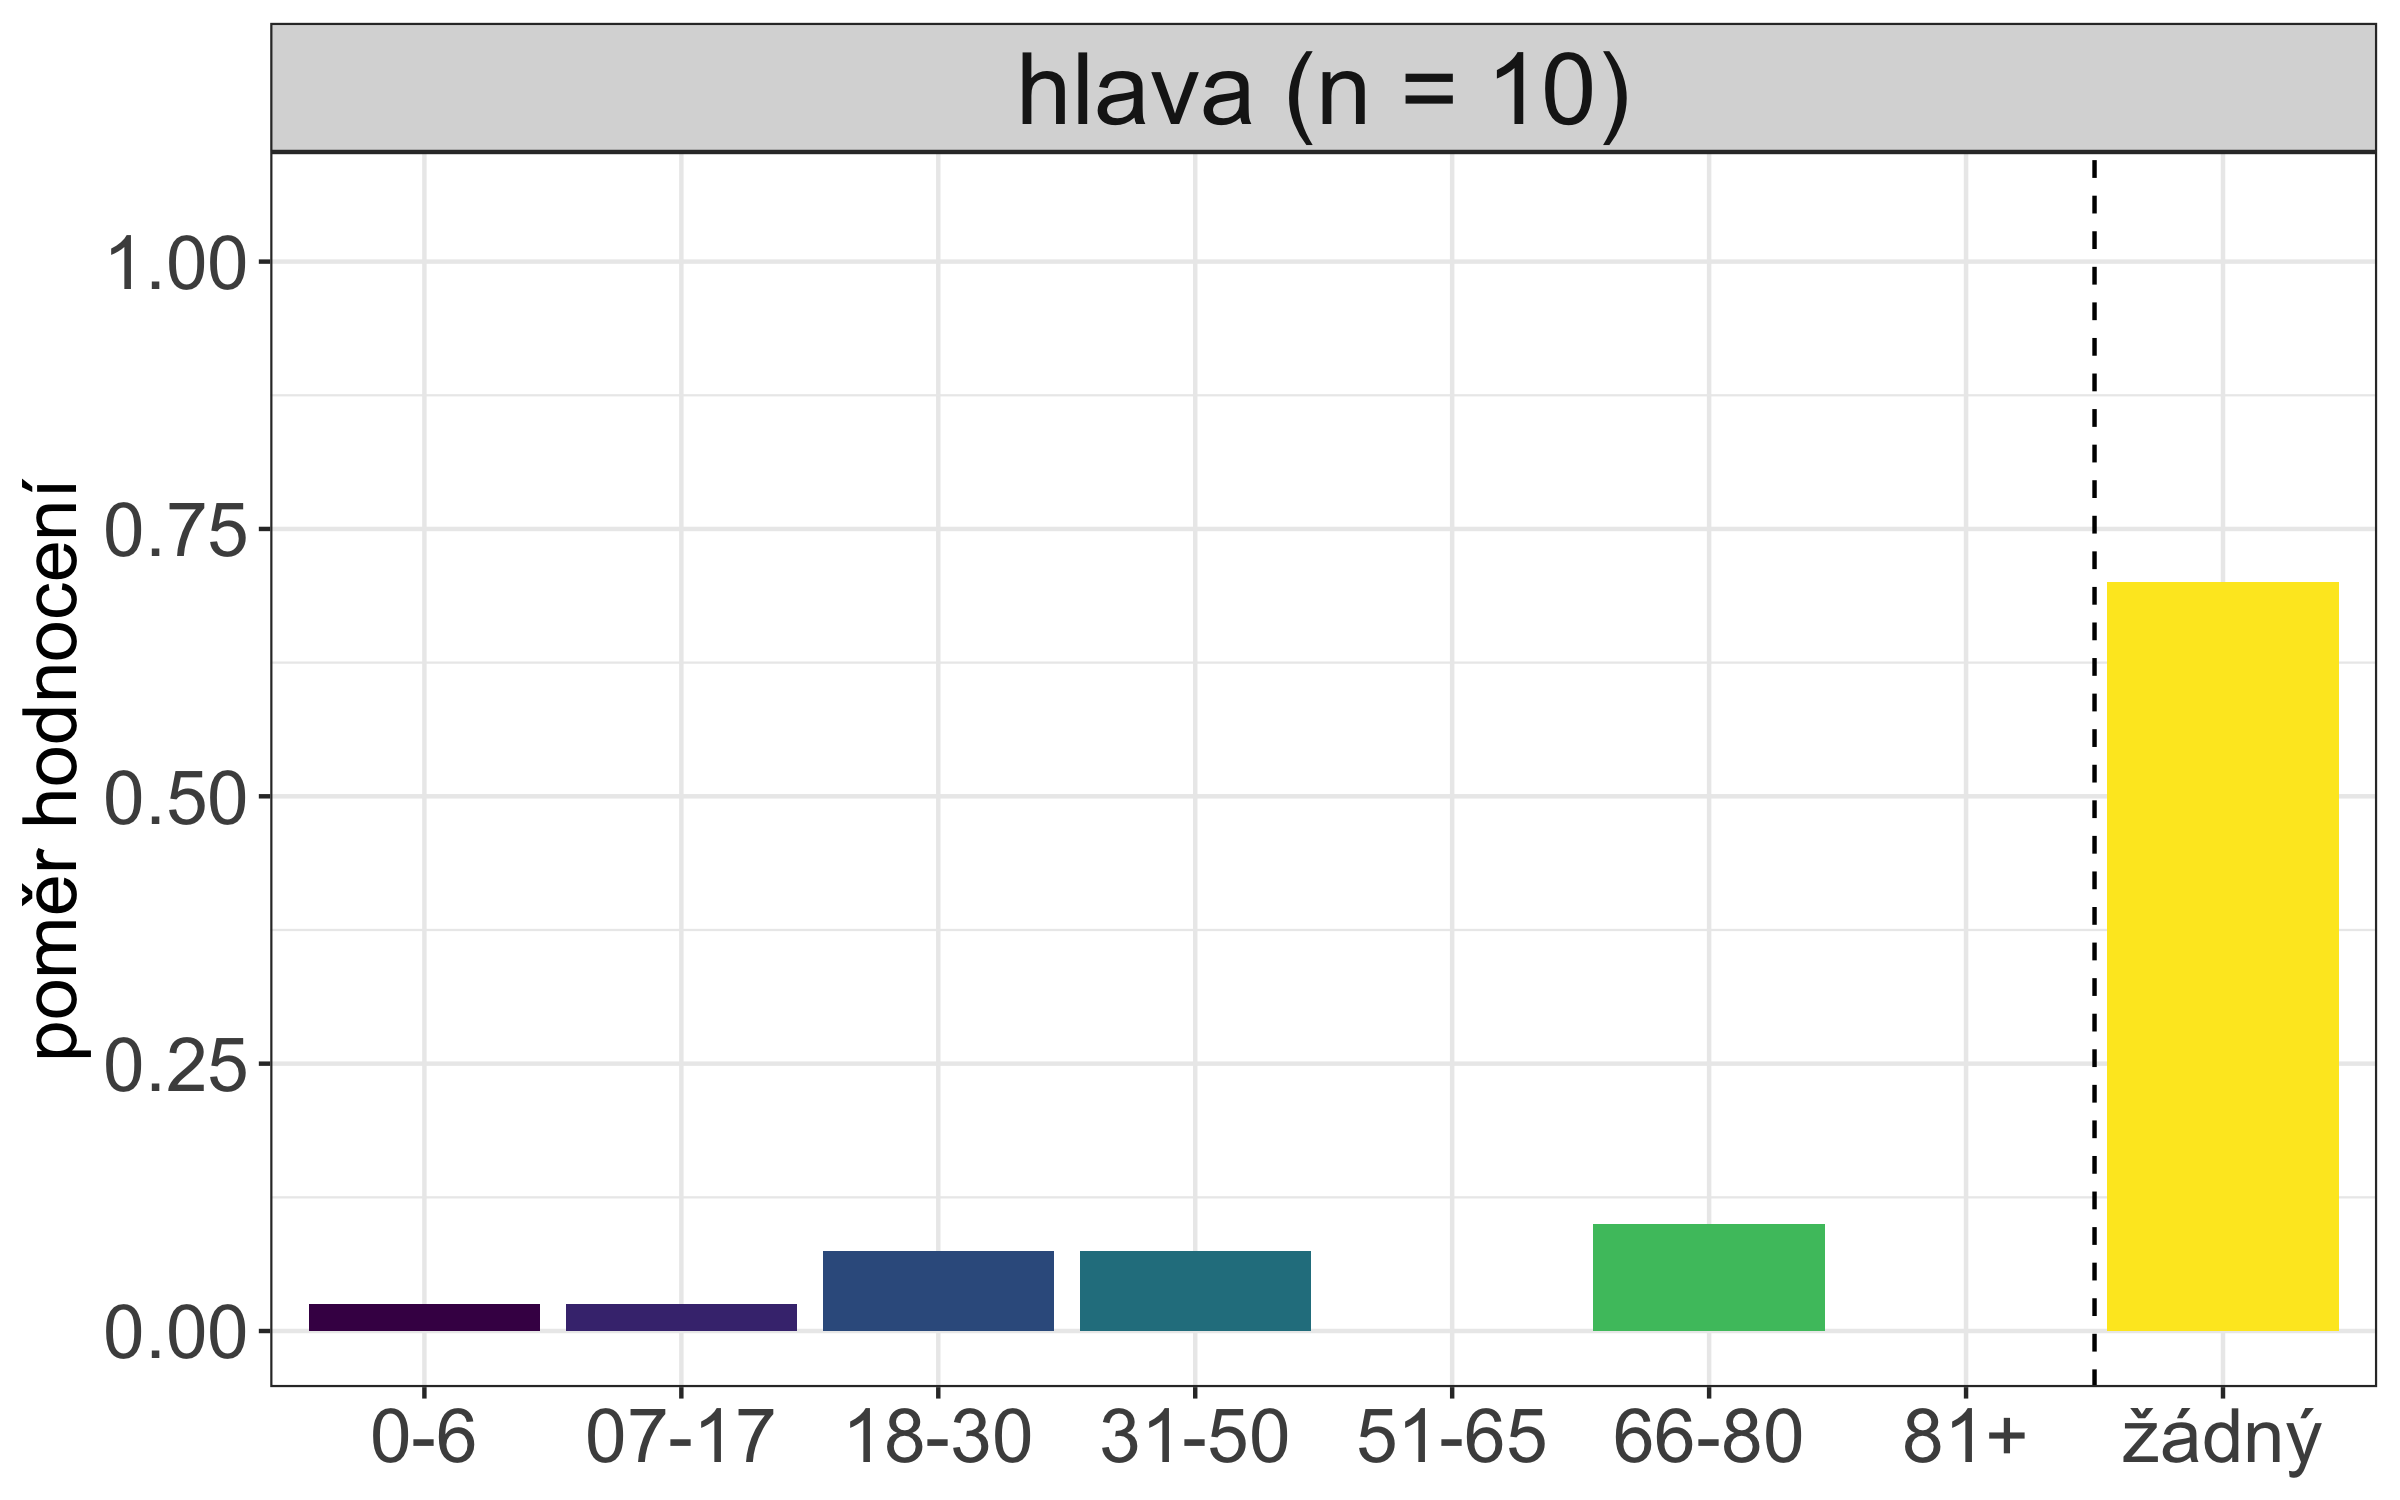 hlava (n = 10)
poměr hodnocení
1.00
0.75
0.50
0.25
0.00
0-6 07-17 18-30 31-50 51-65 66-80 81+ žádný